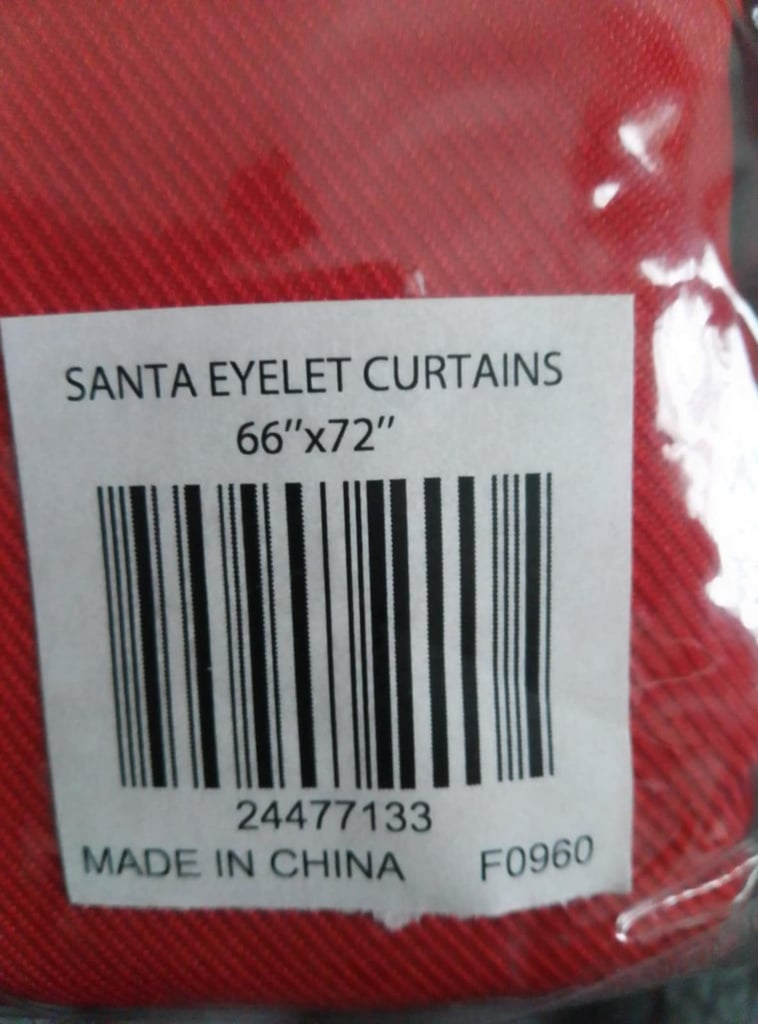 SANTA EYELET CURTAINS
66"x72"
24477133
MADE IN CHINA F0960